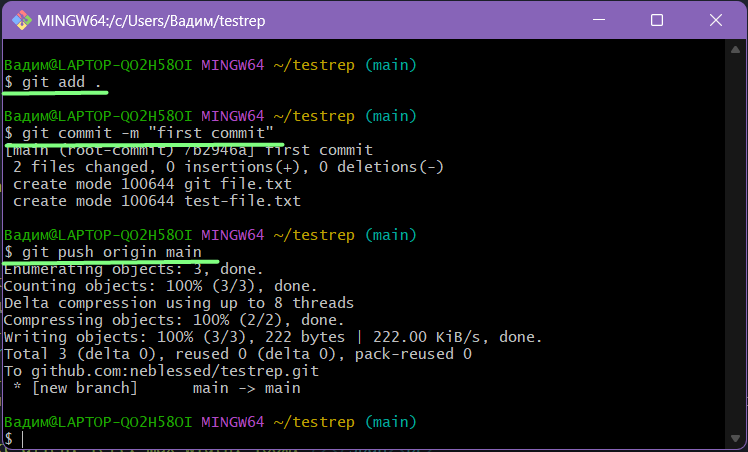 MINGW64:/c/Users/Вадим/testrep
Вадим@LAPTOP-QO2H58OI MINGW64 ~/testrep (main)
$ git add .
Вадим@LAPTOP-QO2H58OI MINGW64 ~/testrep (main)
$ git commit -m "first commit"
[main (root-commit) 7b2946a] first commit
2 files changed, 0 insertions(+), 0 deletions(-)
create mode 100644 git file.txt
create mode 100644 test-file.txt
Вадим@LAPTOP-QO2H58OI MINGW64 ~/testrep (main)
$ git push origin main
Enumerating objects: 3, done.
Counting objects: 100% (3/3), done.
Delta compression using up to 8 threads
Compressing objects: 100% (2/2), done.
Writing objects: 100% (3/3), 222 bytes | 222.00 KiB/s, done.
Total 3 (delta 0), reused 0 (delta 0), pack-reused 0
To github.com:neblessed/testrep.git
* [new branch] main -> main
Вадим@LAPTOP-QO2H58OI MINGW64 ~/testrep (main)
$